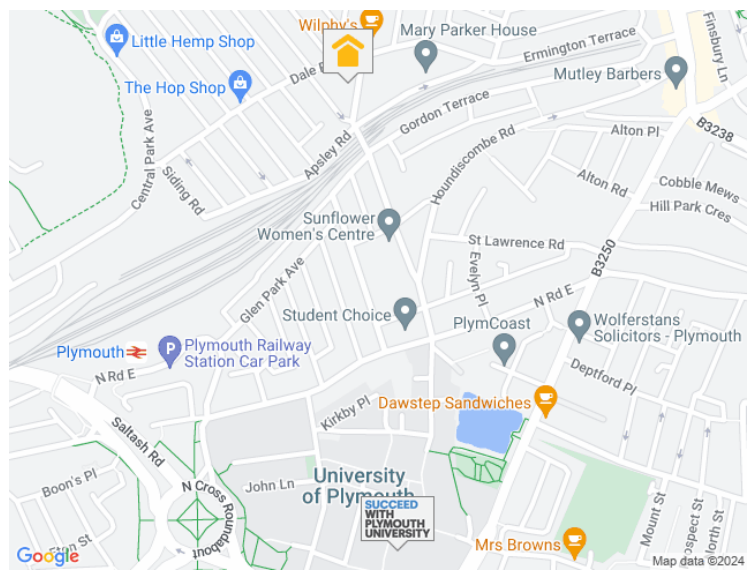 Wilphy's
Little Hemp Shop
Mary Parker House
Ermington Terrace
Finsbury Ln
Dale
Mutley Barbers
The Hop Shop
Gordon Terrace
B3238
Central Park Ave
Apsley Rd
Houndiscombe Rd
Alton Pl
Siding Rd
Alton Rd
Cobble Mews
Hill Park Cres
Sunflower
Women's Centre
St Lawrence Rd
B3250
Evelyn Pl
Glen Park Ave
N Rd E
Student Choice
PlymCoast
Wolferstans
Solicitors - Plymouth
Plymouth
Plymouth Railway
Station Car Park
P
N Rd E
Deptford Pl
Kirkby Pl
Dawstep Sandwiches
Saltash Rd
Boon's Pl
University
of Plymouth
John Ln
N Cross Roundabout
SUCCEED
WITH
PLYMOUTH
UNIVERSITY
Mount St
North St
Mrs Browns
Google
Map data ©2024